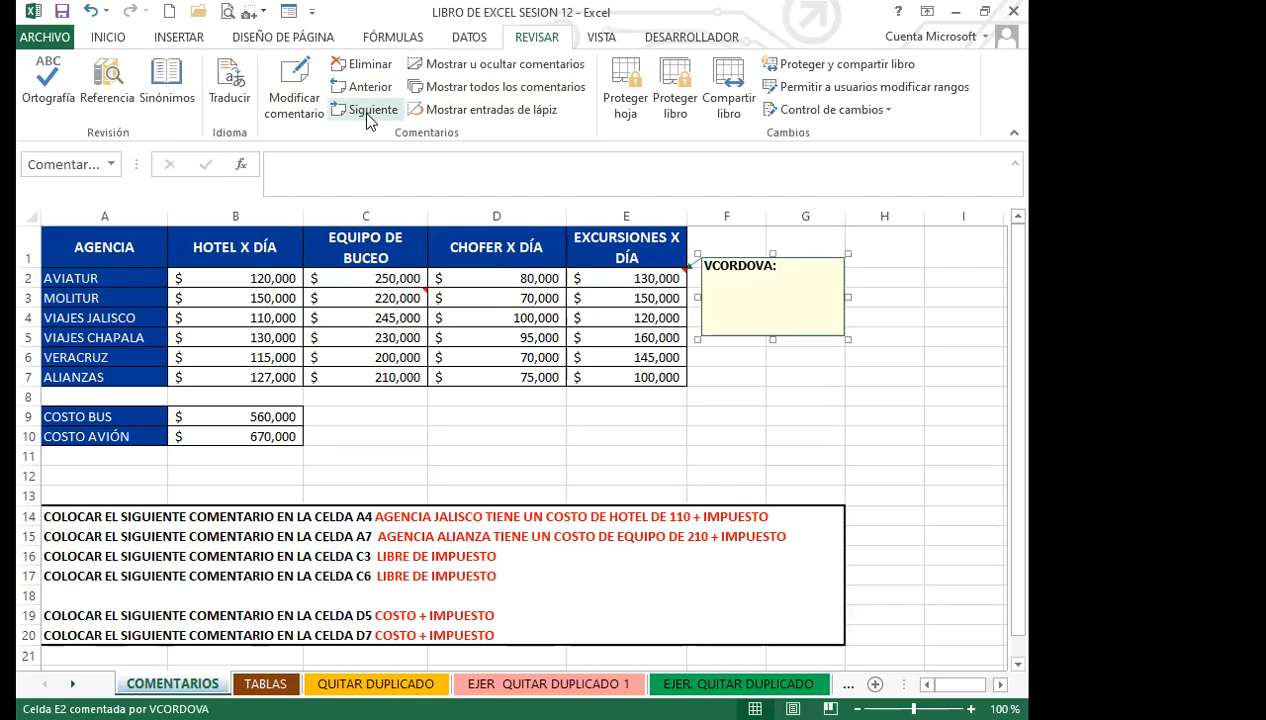 LIBRO DE EXCEL SESION 12 - Excel
ARCHIVO INICIO INSERTAR DISEÑO DE PÁGINA FÓRMULAS DATOS REVISAR VISTA DESARROLLADOR Cuenta Microsoft
ABC Ortografía Referencia Sinónimos
Revisión
Traducir
Idioma
Modificar comentario
Eliminar
Anterior
Siguiente
Mostrar u ocultar comentarios
Mostrar todos los comentarios
Mostrar entradas de lápiz
Comentarios
Proteger hoja
Proteger libro
Compartir libro
Proteger y compartir libro
Permitir a usuarios modificar rangos
Control de cambios
Cambios
Comentar... fx
A B C D E F G H I
1 AGENCIA HOTEL X DÍA EQUIPO DE BUCEO CHOFER X DÍA EXCURSIONES X DÍA
VCORDOVA:
2 AVIATUR $ 120,000 $ 250,000 $ 80,000 $ 130,000
3 MOLITUR $ 150,000 $ 220,000 $ 70,000 $ 150,000
4 VIAJES JALISCO $ 110,000 $ 245,000 $ 100,000 $ 120,000
5 VIAJES CHAPALA $ 130,000 $ 230,000 $ 95,000 $ 160,000
6 VERACRUZ $ 115,000 $ 200,000 $ 70,000 $ 145,000
7 ALIANZAS $ 127,000 $ 210,000 $ 75,000 $ 100,000
8
9 COSTO BUS $ 560,000
10 COSTO AVIÓN $ 670,000
11
12
13
14 COLOCAR EL SIGUIENTE COMENTARIO EN LA CELDA A4 AGENCIA JALISCO TIENE UN COSTO DE HOTEL DE 110 + IMPUESTO
15 COLOCAR EL SIGUIENTE COMENTARIO EN LA CELDA A7 AGENCIA ALIANZA TIENE UN COSTO DE EQUIPO DE 210 + IMPUESTO
16 COLOCAR EL SIGUIENTE COMENTARIO EN LA CELDA C3 LIBRE DE IMPUESTO
17 COLOCAR EL SIGUIENTE COMENTARIO EN LA CELDA C6 LIBRE DE IMPUESTO
18
19 COLOCAR EL SIGUIENTE COMENTARIO EN LA CELDA D5 COSTO + IMPUESTO
20 COLOCAR EL SIGUIENTE COMENTARIO EN LA CELDA D7 COSTO + IMPUESTO
21
COMENTARIOS TABLAS QUITAR DUPLICADO EJER QUITAR DUPLICADO 1 EJER. QUITAR DUPLICADO ...
Celda E2 comentada por VCORDOVA 100 %